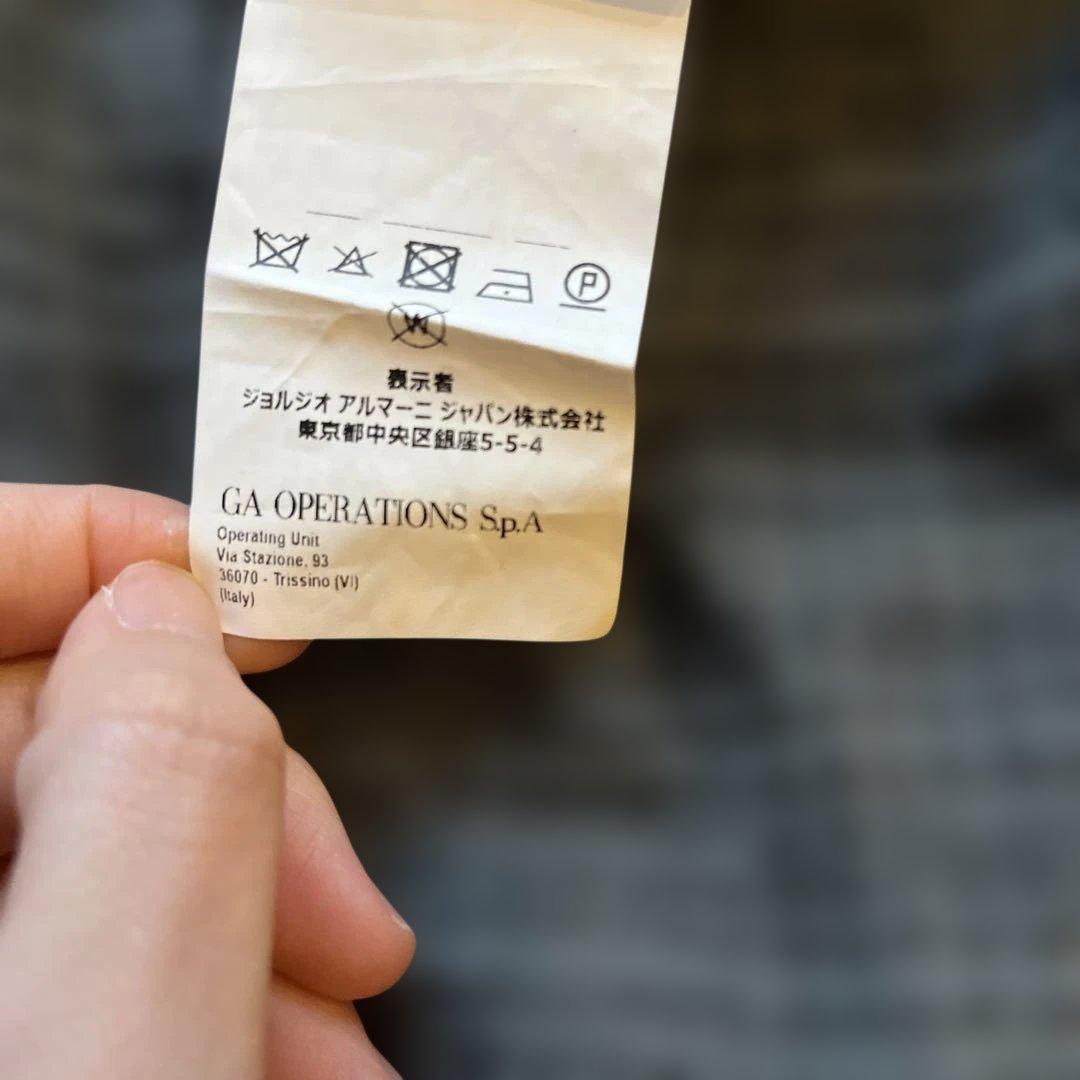 P
W
表示者
ジョルジオ アルマーニ ジャパン株式会社
東京都中央区銀座5-5-4
GA OPERATIONS S.p.A
Operating Unit
Via Stazione, 93
36070 - Trissino (Vi)
(Italy)